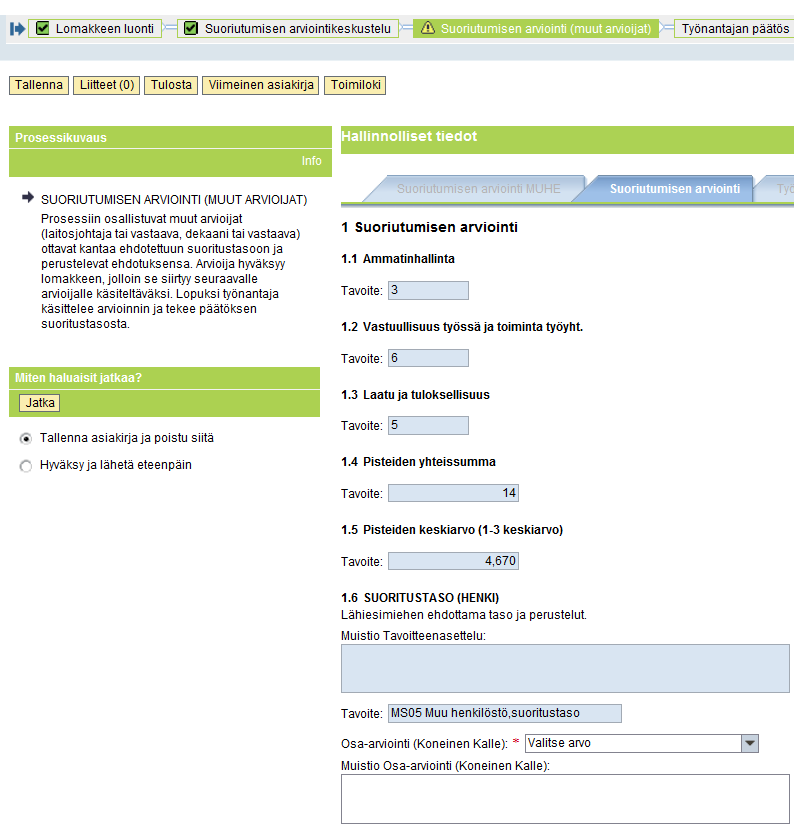 Lomakkeen luonti
Suoriutumisen arviointikeskustelu
Suoriutumisen arviointi (muut arvioijat)
Työnantajan päätös
Tallenna
Liitteet (0)
Tulosta
Viimeinen asiakirja
Toimiloki
Prosessikuvaus
Info
SUORIUTUMISEN ARVIOINTI (MUUT ARVIOIJAT)
Prosessiin osallistuvat muut arvioijat
(laitosjohtaja tai vastaava, dekaani tai vastaava)
ottavat kantaa ehdotettuun suoritustasoon ja
perustelevat ehdotuksensa. Arvioija hyväksyy
lomakkeen, jolloin se siirtyy seuraavalle
arvioijalle käsiteltäväksi. Lopuksi työnantaja
käsittelee arvioinnin ja tekee päätöksen
suoritustasosta.
Miten haluaisit jatkaa?
Jatka
Tallenna asiakirja ja poistu siitä
Hyväksy ja lähetä eteenpäin
Hallinnolliset tiedot
Suoriutumisen arviointi MUHE
Suoriutumisen arviointi
Työ
1 Suoriutumisen arviointi
1.1 Ammatinhallinta
Tavoite: 3
1.2 Vastuullisuus työssä ja toiminta työyht.
Tavoite: 6
1.3 Laatu ja tuloksellisuus
Tavoite: 5
1.4 Pisteiden yhteissumma
Tavoite: 14
1.5 Pisteiden keskiarvo (1-3 keskiarvo)
Tavoite: 4,670
1.6 SUORITUSTASO (HENKI)
Lähiesimiehen ehdottama taso ja perustelut.
Muistio Tavoitteenasettelu:
Tavoite: MS05 Muu henkilöstö,suoritustaso
Osa-arviointi (Koneinen Kalle): * Valitse arvo
Muistio Osa-arviointi (Koneinen Kalle):